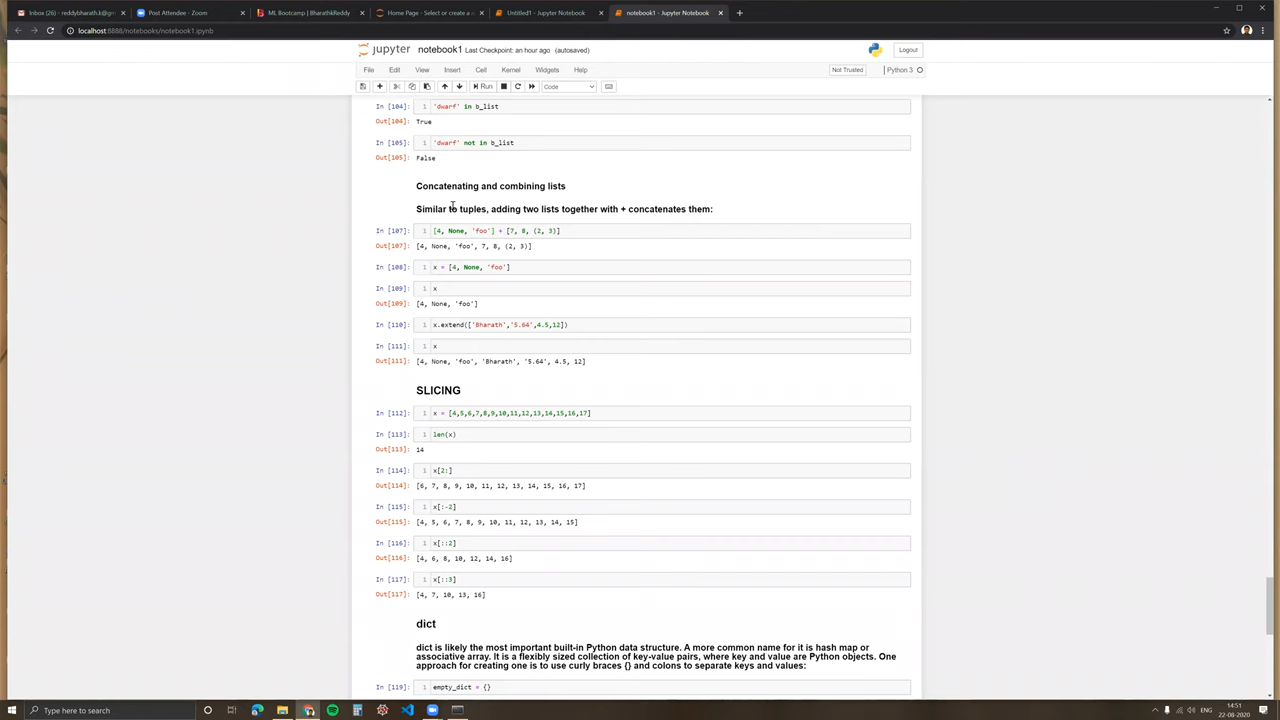 Inbox (26) - reddybharath.k@gm
Post Attendee - Zoom
ML Bootcamp | BharathkReddy
Home Page - Select or create a n
Untitled1 - Jupyter Notebook
notebook1 - Jupyter Notebook
localhost:8888/notebooks/notebook1.ipynb
jupyter notebook1 Last Checkpoint: an hour ago (autosaved)
Logout
File Edit View Insert Cell Kernel Widgets Help
Not Trusted
Python 3
Run
Code
In [104]: 1 'dwarf' in b_list
Out[104]: True
In [105]: 1 'dwarf' not in b_list
Out[105]: False
Concatenating and combining lists
Similar to tuples, adding two lists together with + concatenates them:
In [107]: 1 [4, None, 'foo'] + [7, 8, (2, 3)]
Out[107]: [4, None, 'foo', 7, 8, (2, 3)]
In [108]: 1 x = [4, None, 'foo']
In [109]: 1 x
Out[109]: [4, None, 'foo']
In [110]: 1 x.extend(['Bharath','5.64',4.5,12])
In [111]: 1 x
Out[111]: [4, None, 'foo', 'Bharath', '5.64', 4.5, 12]
SLICING
In [112]: 1 x = [4,5,6,7,8,9,10,11,12,13,14,15,16,17]
In [113]: 1 len(x)
Out[113]: 14
In [114]: 1 x[2:]
Out[114]: [6, 7, 8, 9, 10, 11, 12, 13, 14, 15, 16, 17]
In [115]: 1 x[:-2]
Out[115]: [4, 5, 6, 7, 8, 9, 10, 11, 12, 13, 14, 15]
In [116]: 1 x[::2]
Out[116]: [4, 6, 8, 10, 12, 14, 16]
In [117]: 1 x[::3]
Out[117]: [4, 7, 10, 13, 16]
dict
dict is likely the most important built-in Python data structure. A more common name for it is hash map or
associative array. It is a flexibly sized collection of key-value pairs, where key and value are Python objects. One
approach for creating one is to use curly braces {} and colons to separate keys and values:
In [119]: 1 empty_dict = {}
Type here to search
ENG
14:51
22-08-2020